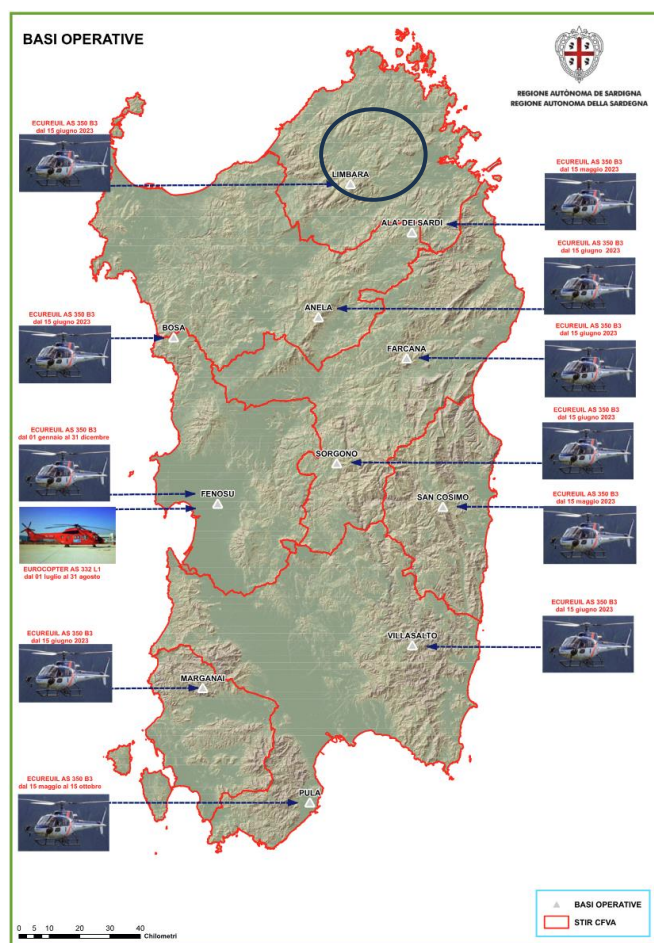 BASI OPERATIVE
REGIONE AUTÒNOMA DE SARDIGNA
REGIONE AUTONOMA DELLA SARDEGNA
ECUREUIL AS 350 B3
dal 15 giugno 2023
LIMBARA
ECUREUIL AS 350 B3
dal 15 maggio 2023
ALA' DEI SARDI
ECUREUIL AS 350 B3
dal 15 giugno 2023
ANELA
ECUREUIL AS 350 B3
dal 15 giugno 2023
BOSA
ECUREUIL AS 350 B3
dal 15 giugno 2023
FARCANA
ECUREUIL AS 350 B3
dal 15 giugno 2023
SORGONO
ECUREUIL AS 350 B3
dal 01 gennaio al 31 dicembre
FENOSU
EUROCOPTER AS 332 L1
dal 01 luglio al 31 agosto
ECUREUIL AS 350 B3
dal 15 maggio 2023
SAN COSIMO
ECUREUIL AS 350 B3
dal 15 giugno 2023
VILLASALTO
ECUREUIL AS 350 B3
dal 15 giugno 2023
MARGANAI
ECUREUIL AS 350 B3
dal 15 maggio al 15 ottobre
PULA
BASI OPERATIVE
STIR CFVA
0 5 10 20 30 40
Chilometri